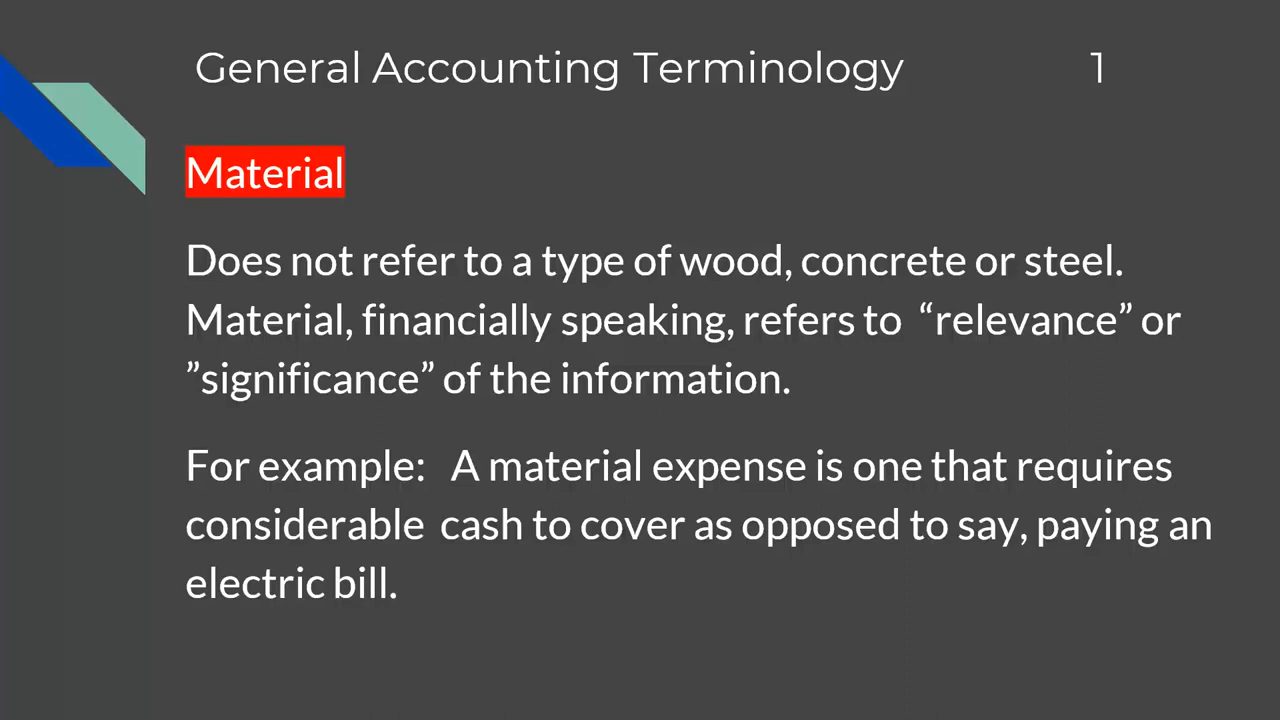 General Accounting Terminology 1
Material
Does not refer to a type of wood, concrete or steel.
Material, financially speaking, refers to  “relevance” or
”significance” of the information.
For example:   A material expense is one that requires
considerable  cash to cover as opposed to say, paying an
electric bill.